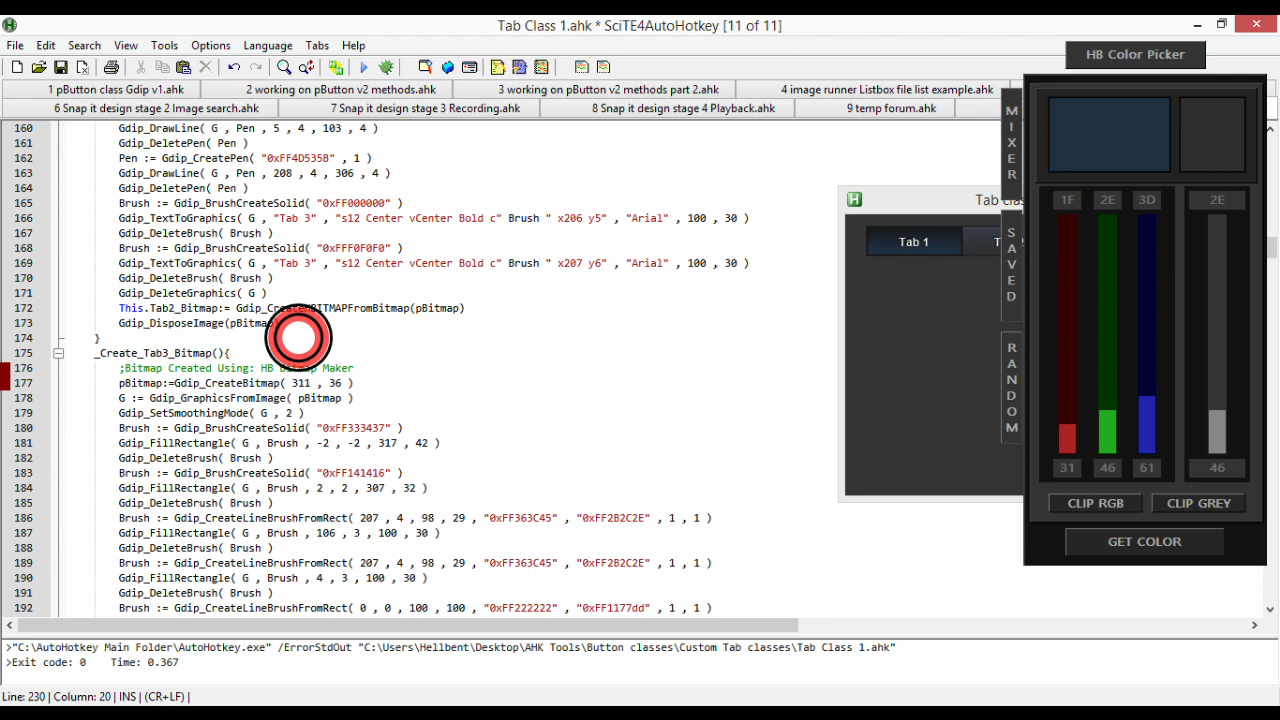 Tab Class 1.ahk * SciTE4AutoHotkey [11 of 11]
File Edit Search View Tools Options Language Tabs Help
1 pButton class Gdip v1.ahk 2 working on pButton v2 methods.ahk 3 working on pButton v2 methods part 2.ahk 4 image runner Listbox file list example.ahk
6 Snap it design stage 2 Image search.ahk 7 Snap it design stage 3 Recording.ahk 8 Snap it design stage 4 Playback.ahk 9 temp forum.ahk
160 Gdip_DrawLine( G , Pen , 5 , 4 , 103 , 4 )
161 Gdip_DeletePen( Pen )
162 Pen := Gdip_CreatePen( "0xFF4D535B" , 1 )
163 Gdip_DrawLine( G , Pen , 208 , 4 , 306 , 4 )
164 Gdip_DeletePen( Pen )
165 Brush := Gdip_BrushCreateSolid( "0xFF000000" )
166 Gdip_TextToGraphics( G , "Tab 3" , "s12 Center vCenter Bold c" Brush " x206 y5" , "Arial" , 100 , 30 )
167 Gdip_DeleteBrush( Brush )
168 Brush := Gdip_BrushCreateSolid( "0xFFF0F0F0" )
169 Gdip_TextToGraphics( G , "Tab 3" , "s12 Center vCenter Bold c" Brush " x207 y6" , "Arial" , 100 , 30 )
170 Gdip_DeleteBrush( Brush )
171 Gdip_DeleteGraphics( G )
172 This.Tab2_Bitmap:= Gdip_CreateHBITMAPFromBitmap(pBitmap)
173 Gdip_DisposeImage(pBitmap)
174 }
175 _Create_Tab3_Bitmap(){
176 ;Bitmap Created Using: HB Bitmap Maker
177 pBitmap:=Gdip_CreateBitmap( 311 , 36 )
178 G := Gdip_GraphicsFromImage( pBitmap )
179 Gdip_SetSmoothingMode( G , 2 )
180 Brush := Gdip_BrushCreateSolid( "0xFF333437" )
181 Gdip_FillRectangle( G , Brush , -2 , -2 , 317 , 42 )
182 Gdip_DeleteBrush( Brush )
183 Brush := Gdip_BrushCreateSolid( "0xFF141416" )
184 Gdip_FillRectangle( G , Brush , 2 , 2 , 307 , 32 )
185 Gdip_DeleteBrush( Brush )
186 Brush := Gdip_CreateLineBrushFromRect( 207 , 4 , 98 , 29 , "0xFF363C45" , "0xFF2B2C2E" , 1 , 1 )
187 Gdip_FillRectangle( G , Brush , 106 , 3 , 100 , 30 )
188 Gdip_DeleteBrush( Brush )
189 Brush := Gdip_CreateLineBrushFromRect( 207 , 4 , 98 , 29 , "0xFF363C45" , "0xFF2B2C2E" , 1 , 1 )
190 Gdip_FillRectangle( G , Brush , 4 , 3 , 100 , 30 )
191 Gdip_DeleteBrush( Brush )
192 Brush := Gdip_CreateLineBrushFromRect( 0 , 0 , 100 , 100 , "0xFF222222" , "0xFF1177dd" , 1 , 1 )
H
Tab
Tab 1
HB Color Picker
MIXER
SAVED
RANDOM
1F 2E 3D 2E
31 46 61 46
CLIP RGB CLIP GREY
GET COLOR
>"C:\AutoHotkey Main Folder\AutoHotkey.exe" /ErrorStdOut "C:\Users\Hellbent\Desktop\AHK Tools\Button classes\Custom Tab classes\Tab Class 1.ahk"
>Exit code: 0 Time: 0.367
Line: 230 | Column: 20 | INS | (CR+LF) |